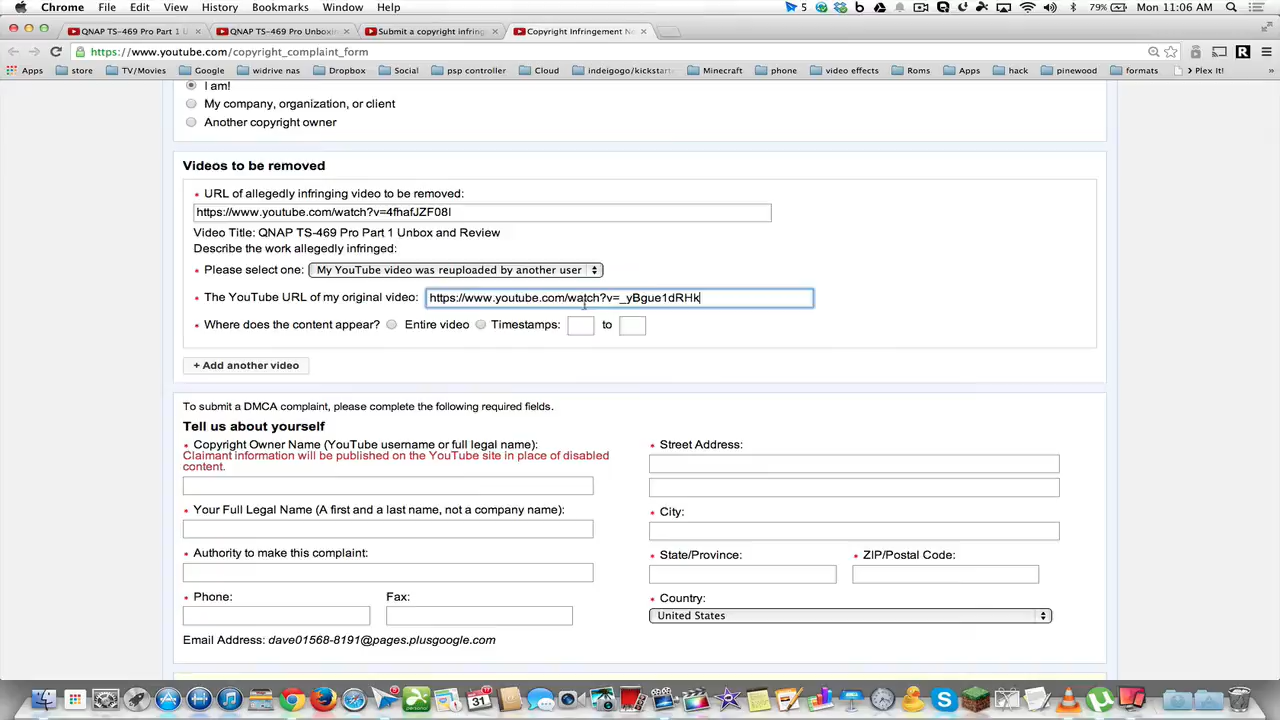 Chrome File Edit View History Bookmarks Window Help 5 79% Mon 11:06 AM
QNAP TS-469 Pro Part 1 U QNAP TS-469 Pro Unboxi Submit a copyright infring Copyright Infringement N
https://www.youtube.com/copyright_complaint_form
Apps store TV/Movies Google widrive nas Dropbox Social psp controller Cloud indeigogo/kickstart Minecraft phone video effects Roms Apps hack pinewood formats Plex It! »
I am!
My company, organization, or client
Another copyright owner
Videos to be removed
* URL of allegedly infringing video to be removed:
https://www.youtube.com/watch?v=4fhafJZF08I
Video Title: QNAP TS-469 Pro Part 1 Unbox and Review
Describe the work allegedly infringed:
* Please select one: My YouTube video was reuploaded by another user
* The YouTube URL of my original video: https://www.youtube.com/watch?v=_yBgue1dRHk
* Where does the content appear? Entire video Timestamps: to
+ Add another video
To submit a DMCA complaint, please complete the following required fields.
Tell us about yourself
* Copyright Owner Name (YouTube username or full legal name):
Claimant information will be published on the YouTube site in place of disabled
content.
* Your Full Legal Name (A first and a last name, not a company name):
* Authority to make this complaint:
* Phone: Fax:
Email Address: dave01568-8191@pages.plusgoogle.com
* Street Address:
* City:
* State/Province: * ZIP/Postal Code:
* Country:
United States